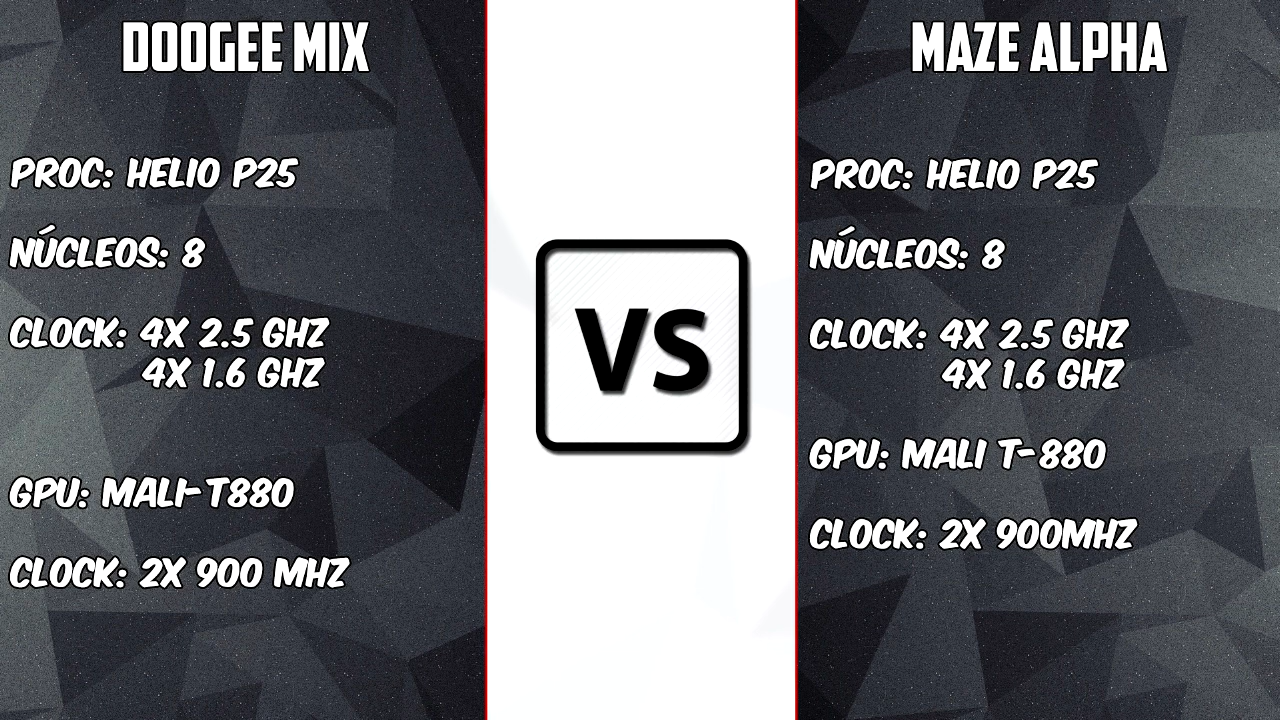 DOOGEE MIX
PROC: HELIO P25
NÚCLEOS: 8
CLOCK: 4X 2.5 GHZ
4X 1.6 GHZ
GPU: MALI-T880
CLOCK: 2X 900 MHZ
VS
MAZE ALPHA
PROC: HELIO P25
NÚCLEOS: 8
CLOCK: 4X 2.5 GHZ
4X 1.6 GHZ
GPU: MALI T-880
CLOCK: 2X 900MHZ